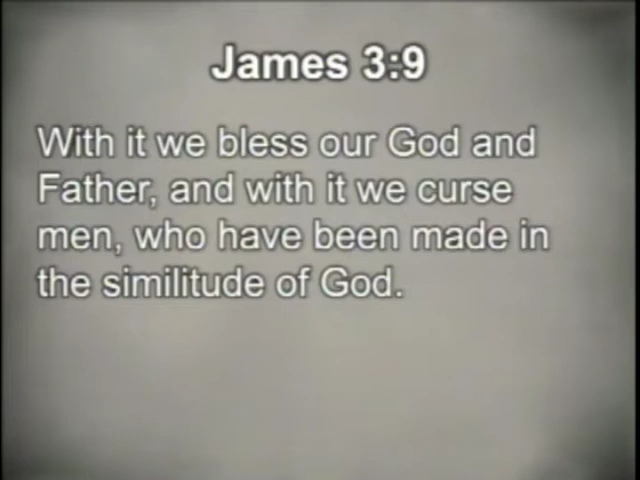 James 3:9
With it we bless our God and
Father, and with it we curse
men, who have been made in
the similitude of God.